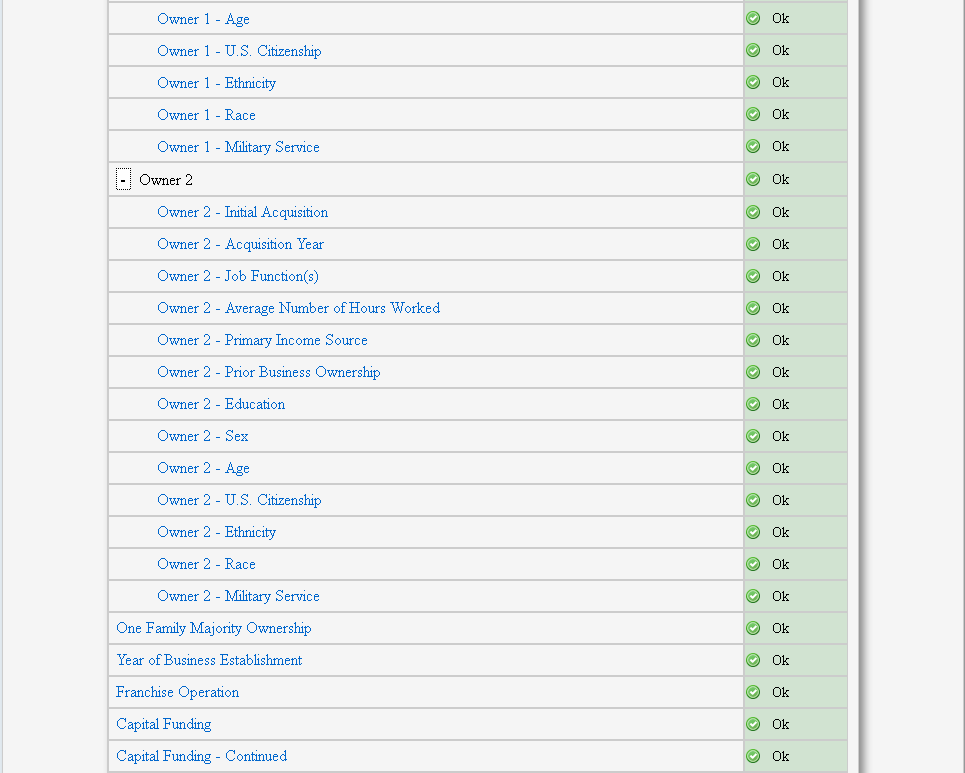 Owner 1 - Age Ok
Owner 1 - U.S. Citizenship Ok
Owner 1 - Ethnicity Ok
Owner 1 - Race Ok
Owner 1 - Military Service Ok
- Owner 2 Ok
Owner 2 - Initial Acquisition Ok
Owner 2 - Acquisition Year Ok
Owner 2 - Job Function(s) Ok
Owner 2 - Average Number of Hours Worked Ok
Owner 2 - Primary Income Source Ok
Owner 2 - Prior Business Ownership Ok
Owner 2 - Education Ok
Owner 2 - Sex Ok
Owner 2 - Age Ok
Owner 2 - U.S. Citizenship Ok
Owner 2 - Ethnicity Ok
Owner 2 - Race Ok
Owner 2 - Military Service Ok
One Family Majority Ownership Ok
Year of Business Establishment Ok
Franchise Operation Ok
Capital Funding Ok
Capital Funding - Continued Ok